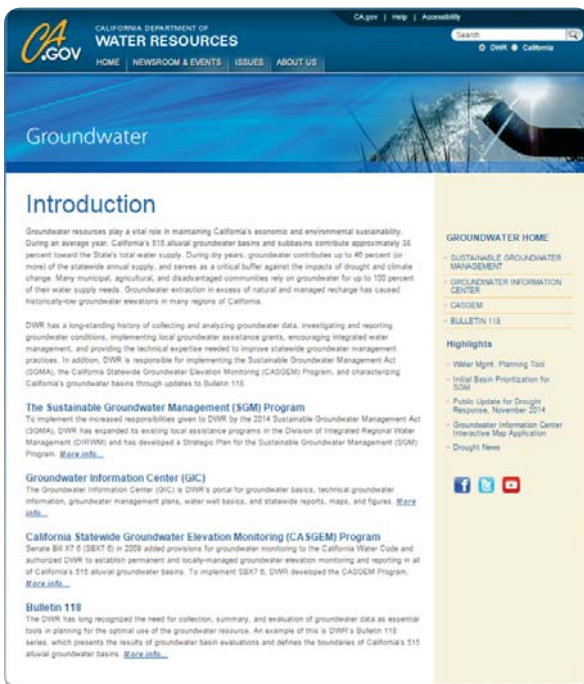 CA.gov | Help | Accessibility
CA
.GOV
CALIFORNIA DEPARTMENT OF
WATER RESOURCES
Search
DWR California
HOME NEWSROOM & EVENTS ISSUES ABOUT US
Groundwater
Introduction
Groundwater resources play a vital role in maintaining California's economic and environmental sustainability.
During an average year, California's 515 alluvial groundwater basins and subbasins contribute approximately 38
percent toward the State's total water supply. During dry years, groundwater contributes up to 46 percent (or
more) of the statewide annual supply, and serves as a critical buffer against the impacts of drought and climate
change. Many municipal, agricultural, and disadvantaged communities rely on groundwater for up to 100 percent
of their water supply needs. Groundwater extraction in excess of natural and managed recharge has caused
historically-low groundwater elevations in many regions of California.
DWR has a long-standing history of collecting and analyzing groundwater data, investigating and reporting
groundwater conditions, implementing local groundwater assistance grants, encouraging integrated water
management, and providing the technical expertise needed to improve statewide groundwater management
practices. In addition, DWR is responsible for implementing the Sustainable Groundwater Management Act
(SGMA), the California Statewide Groundwater Elevation Monitoring (CASGEM) Program, and characterizing
California's groundwater basins through updates to Bulletin 118.
The Sustainable Groundwater Management (SGM) Program
To implement the increased responsibilities given to DWR by the 2014 Sustainable Groundwater Management Act
(SGMA), DWR has expanded its existing local assistance programs in the Division of Integrated Regional Water
Management (DIRWM) and has developed a Strategic Plan for the Sustainable Groundwater Management (SGM)
Program. More info...
Groundwater Information Center (GIC)
The Groundwater Information Center (GIC) is DWR's portal for groundwater basics, technical groundwater
information, groundwater management plans, water well basics, and statewide reports, maps, and figures. More
info...
California Statewide Groundwater Elevation Monitoring (CASGEM) Program
Senate Bill X7 6 (SBX7 6) in 2009 added provisions for groundwater monitoring to the California Water Code and
authorized DWR to establish permanent and locally-managed groundwater elevation monitoring and reporting in all
of California's 515 alluvial groundwater basins. To implement SBX7 6, DWR developed the CASGEM Program.
More info...
Bulletin 118
The DWR has long recognized the need for collection, summary, and evaluation of groundwater data as essential
tools in planning for the optimal use of the groundwater resource. An example of this is DWR's Bulletin 118
series, which presents the results of groundwater basin evaluations and defines the boundaries of California's 515
alluvial groundwater basins. More info...
GROUNDWATER HOME
SUSTAINABLE GROUNDWATER
MANAGEMENT
GROUNDWATER INFORMATION
CENTER
CASGEM
BULLETIN 118
Highlights
Water Mgmt. Planning Tool
Initial Basin Prioritization for
SGM
Public Update for Drought
Response, November 2014
Groundwater Information Center
Interactive Map Application
Drought News